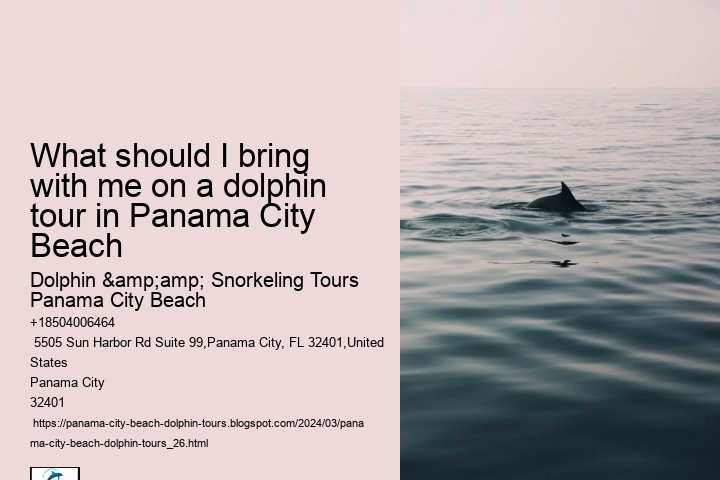 What should I bring
with me on a dolphin
tour in Panama City
Beach
Dolphin &amp;amp; Snorkeling Tours
Panama City Beach
+18504006464
5505 Sun Harbor Rd Suite 99,Panama City, FL 32401,United
States
Panama City
32401
https://panama-city-beach-dolphin-tours.blogspot.com/2024/03/pana
ma-city-beach-dolphin-tours_26.html